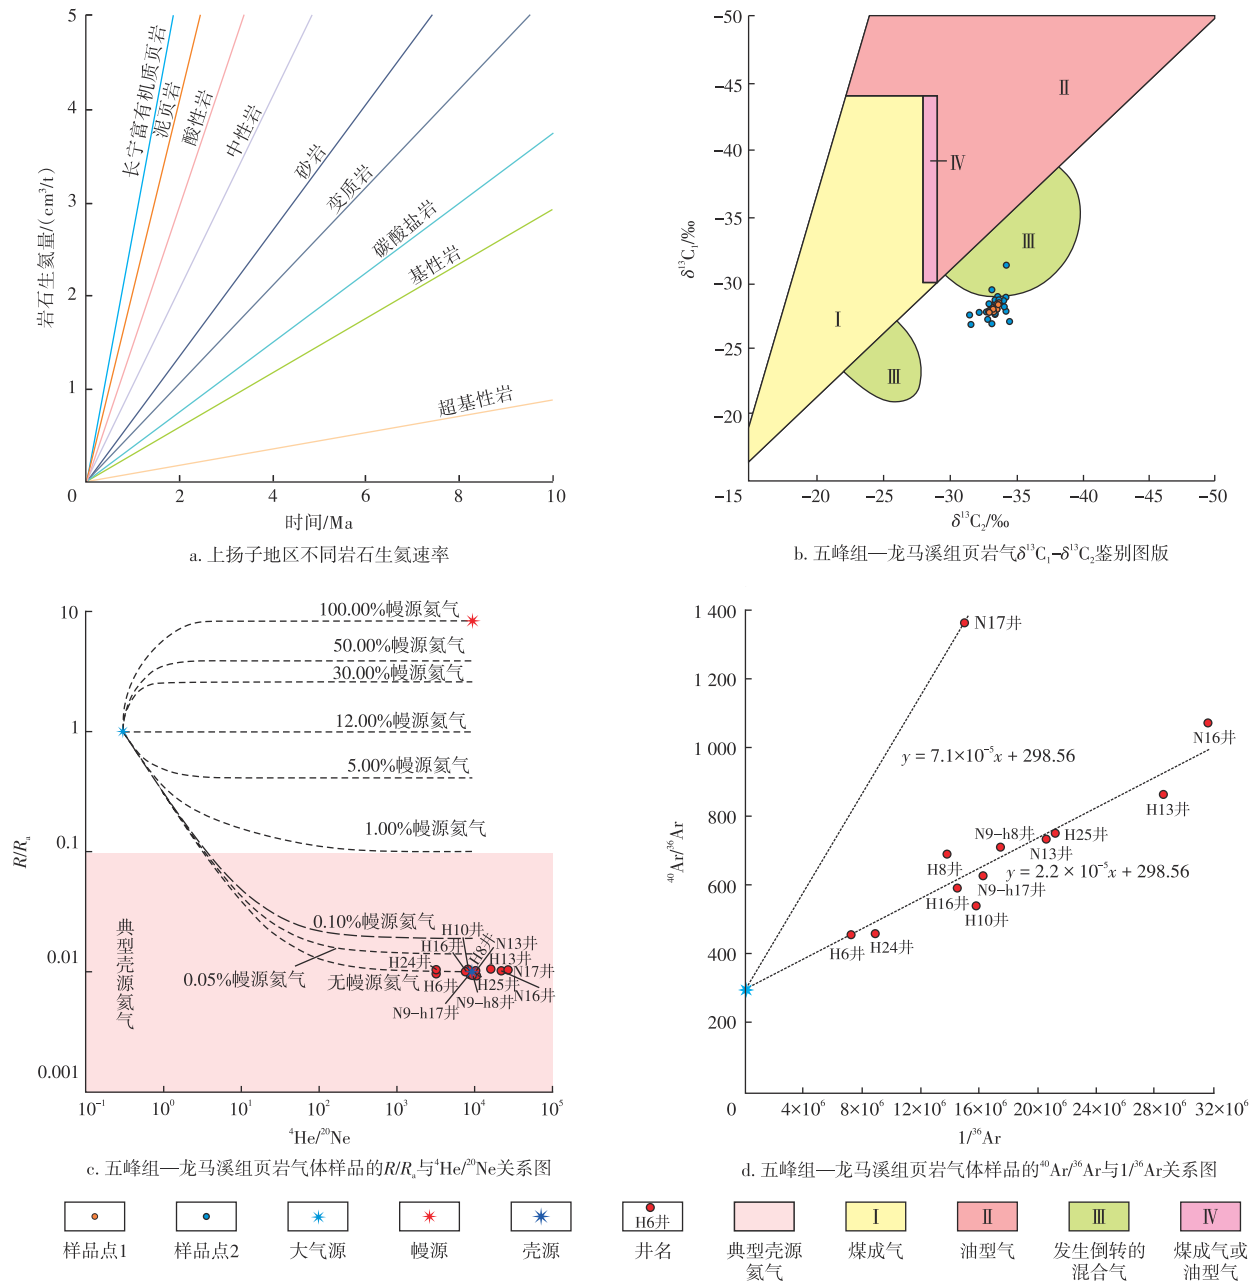 5
4
3
2
1
0
2
4
6
8
10
岩石生氦量/(cm³/t)
时间/Ma
长宁富有机质页岩
泥页岩
酸性岩
中性岩
砂岩
变质岩
碳酸盐岩
基性岩
超基性岩
a. 上扬子地区不同岩石生氦速率
−50
−45
−40
−35
−30
−25
−20
−15
−20
−25
−30
−35
−40
−45
−50
δ¹³C₁/‰
δ¹³C₂/‰
Ⅱ
Ⅳ
Ⅲ
Ⅰ
Ⅲ
b. 五峰组—龙马溪组页岩气δ¹³C₁−δ¹³C₂鉴别图版
10
1
0.1
0.01
0.001
10⁻¹
10⁰
10¹
10²
10³
10⁴
10⁵
R/Rₐ
⁴He/²⁰Ne
100.00%幔源氦气
50.00%幔源氦气
30.00%幔源氦气
12.00%幔源氦气
5.00%幔源氦气
1.00%幔源氦气
0.10%幔源氦气
0.05%幔源氦气
无幔源氦气
典型壳源氦气
H10井
H16井
H8井
N13井
H24井
H13井
H6井
H25井
N17井
N9−h8井
N16井
N9−h17井
c. 五峰组—龙马溪组页岩气体样品的R/Rₐ与⁴He/²⁰Ne关系图
1 400
1 200
1 000
800
600
400
200
0
4×10⁶
8×10⁶
12×10⁶
16×10⁶
20×10⁶
24×10⁶
28×10⁶
32×10⁶
⁴⁰Ar/³⁶Ar
1/³⁶Ar
N17井
N16井
y = 7.1×10⁻⁵x + 298.56
H13井
N9−h8井
H25井
N13井
H8井
y = 2.2 × 10⁻⁵x + 298.56
N9−h17井
H16井
H10井
H6井
H24井
d. 五峰组—龙马溪组页岩气体样品的⁴⁰Ar/³⁶Ar与1/³⁶Ar关系图
H6井
Ⅰ
Ⅱ
Ⅲ
Ⅳ
样品点1
样品点2
大气源
幔源
壳源
井名
典型壳源
氦气
煤成气
油型气
发生倒转的
混合气
煤成气或
油型气